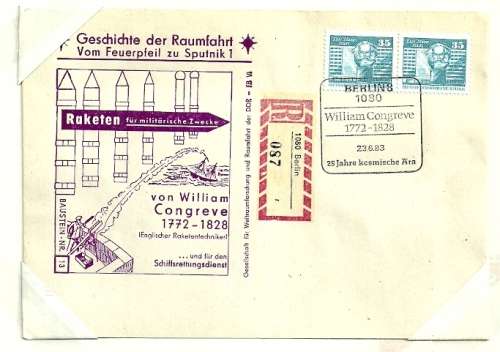 Geschichte der Raumfahrt
Vom Feuerpfeil zu Sputnik 1
Raketen für militärische Zwecke
von William
Congreve
1772-1828
(Englischer Raketentechniker)
...und für den
Schiffsrettungsdienst
BAUSTEIN-NR. 13
Gesellschaft für Weltraumforschung und Raumfahrt der DDR
R
1080 Berlin
780
35
35
BERLIN 8
1080
William Congreve
1772-1828
23.6.83
25 Jahre kosmische Ära